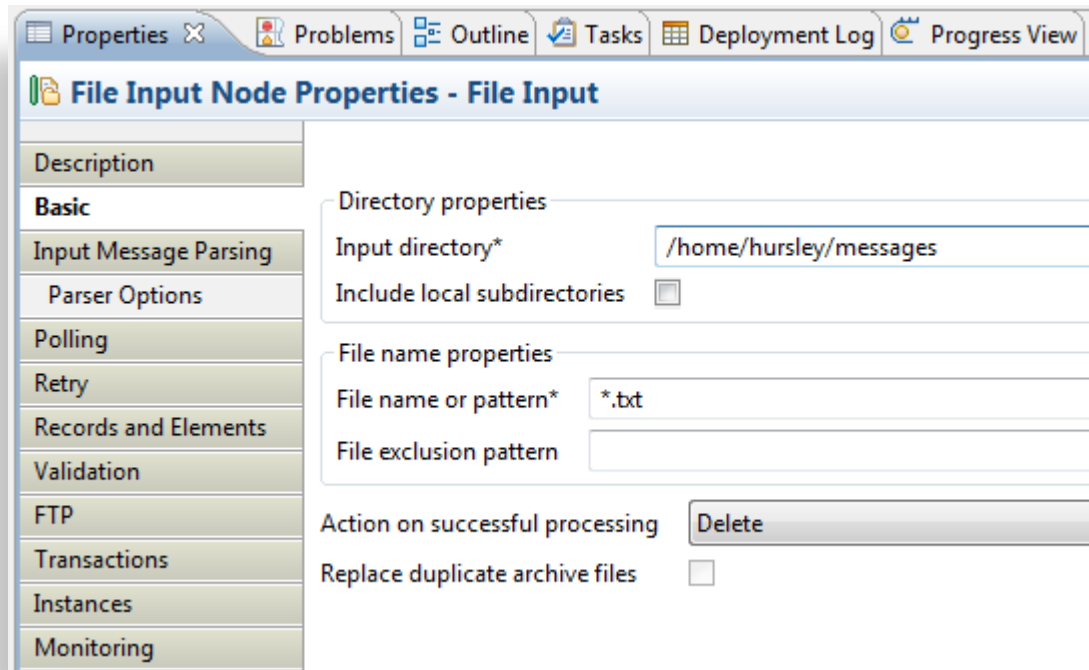 Properties Problems Outline Tasks Deployment Log Progress View
File Input Node Properties - File Input
Description
Basic
Input Message Parsing
Parser Options
Polling
Retry
Records and Elements
Validation
FTP
Transactions
Instances
Monitoring
Directory properties
Input directory* /home/hursley/messages
Include local subdirectories
File name properties
File name or pattern* *.txt
File exclusion pattern
Action on successful processing Delete
Replace duplicate archive files